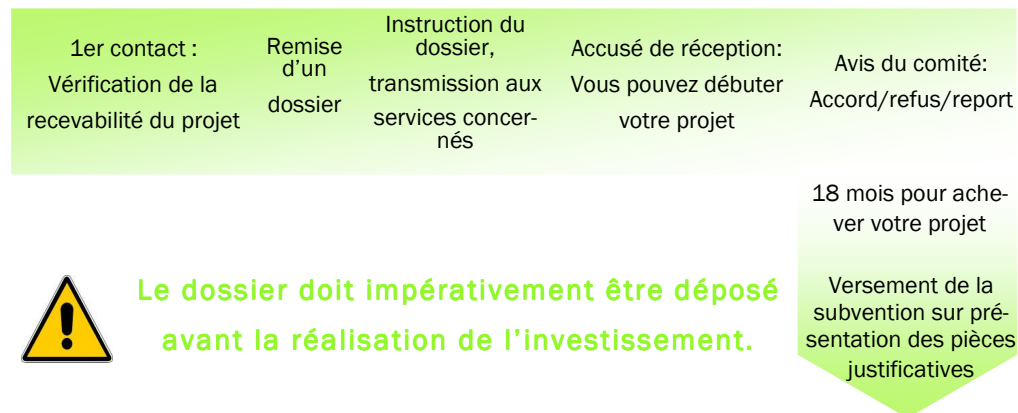 1er contact :
Vérification de la
recevabilité du projet
Remise
d'un
dossier
Instruction du
dossier,
transmission aux
services concer-
nés
Accusé de réception:
Vous pouvez débuter
votre projet
Avis du comité:
Accord/refus/report
18 mois pour ache-
ver votre projet
Versement de la
subvention sur pré-
sentation des pièces
justificatives
Le dossier doit impérativement être déposé
avant la réalisation de l'investissement.